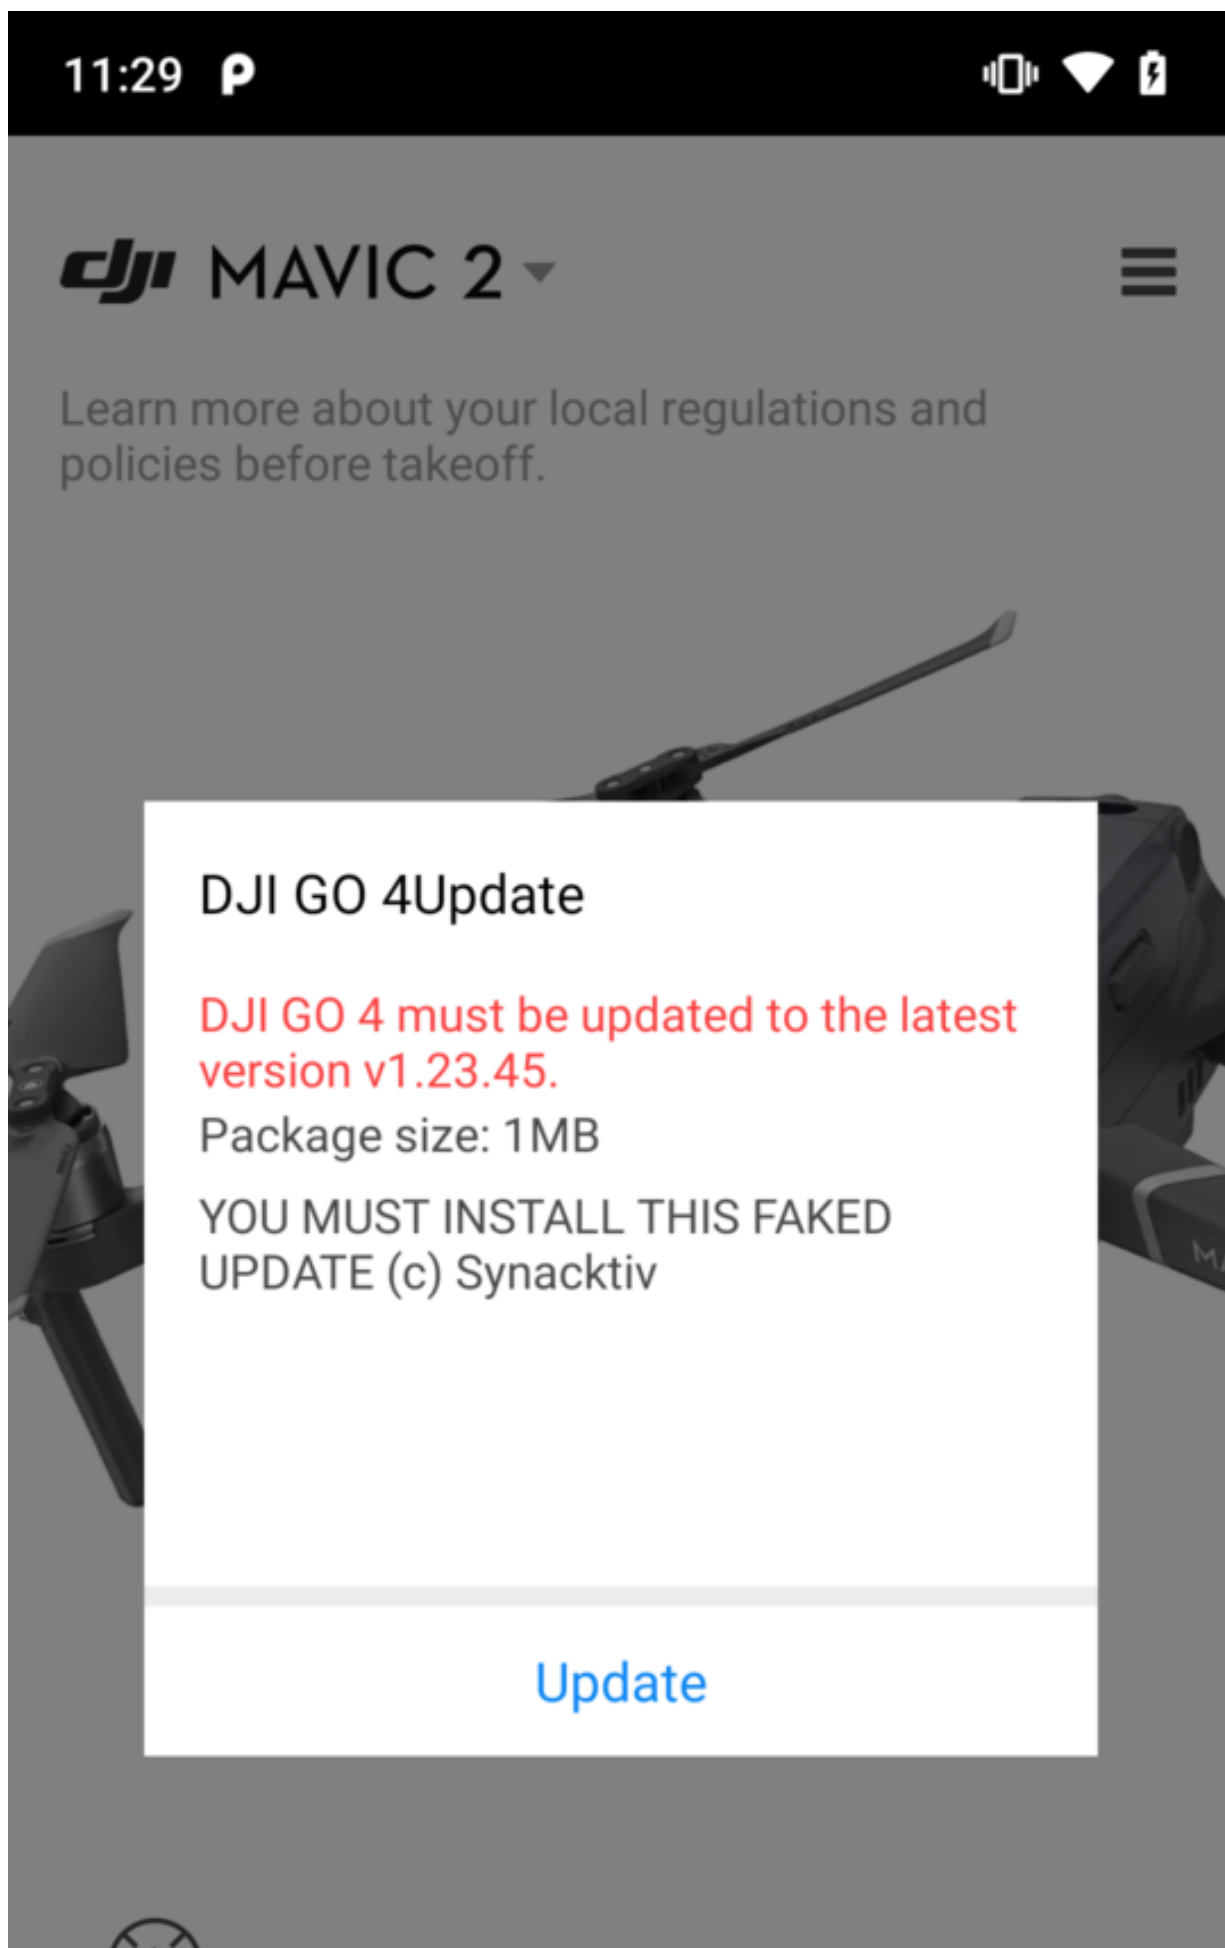 11:29
dji MAVIC 2
Learn more about your local regulations and
policies before takeoff.
DJI GO 4Update
DJI GO 4 must be updated to the latest
version v1.23.45.
Package size: 1MB
YOU MUST INSTALL THIS FAKED
UPDATE (c) Synacktiv
Update